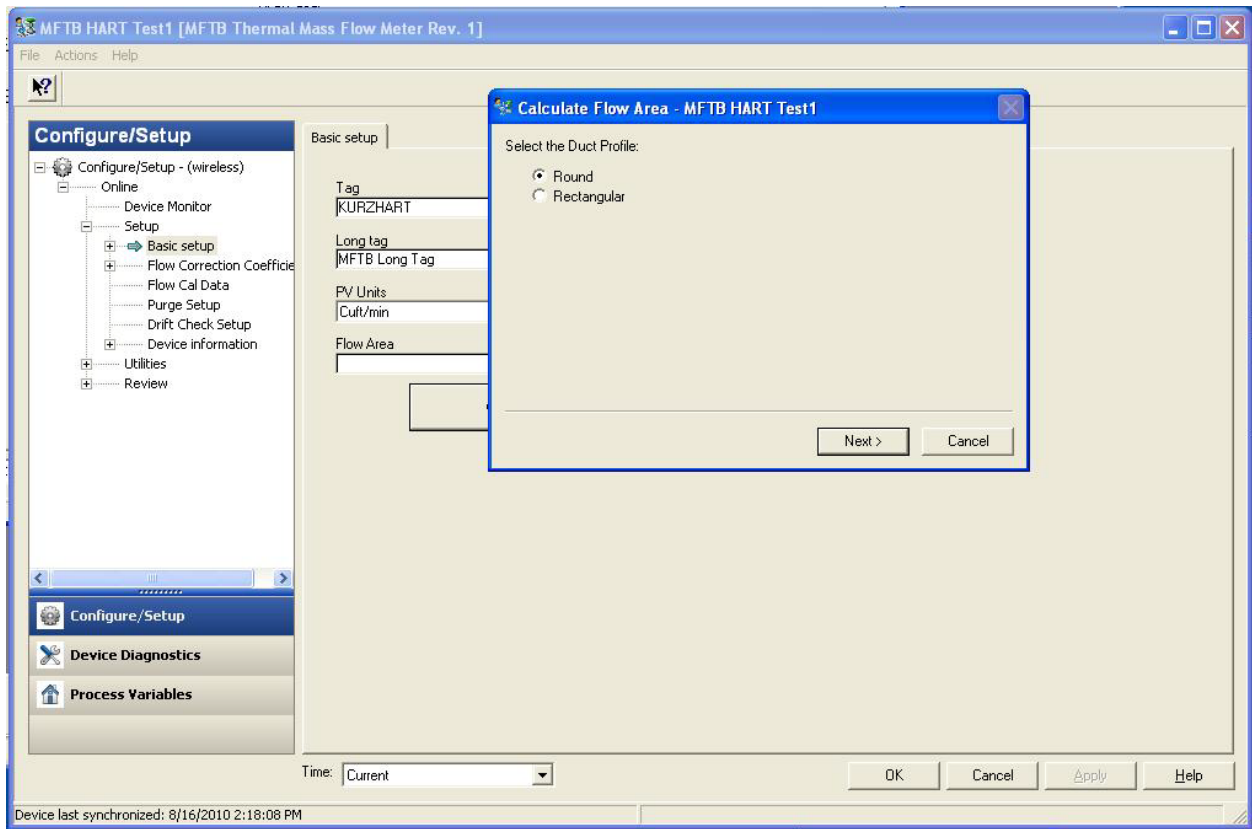 MFTB HART Test1 [MFTB Thermal Mass Flow Meter Rev. 1]
File Actions Help
Configure/Setup
Configure/Setup - (wireless)
Online
Device Monitor
Setup
Basic setup
Flow Correction Coefficie
Flow Cal Data
Purge Setup
Drift Check Setup
Device information
Utilities
Review
Configure/Setup
Device Diagnostics
Process Variables
Basic setup
Tag
KURZHART
Long tag
MFTB Long Tag
PV Units
Cuft/min
Flow Area
Calculate Flow Area - MFTB HART Test1
Select the Duct Profile:
Round
Rectangular
Next >
Cancel
Time: Current
OK
Cancel
Apply
Help
Device last synchronized: 8/16/2010 2:18:08 PM